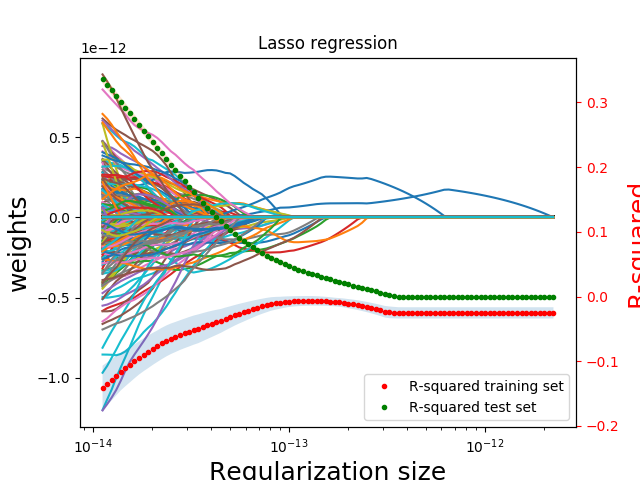 Lasso regression
1e−12
0.5
0.0
−0.5
−1.0
weights
0.3
0.2
0.1
0.0
−0.1
−0.2
R-squared
R-squared training set
R-squared test set
10⁻¹⁴
10⁻¹³
10⁻¹²
Regularization size